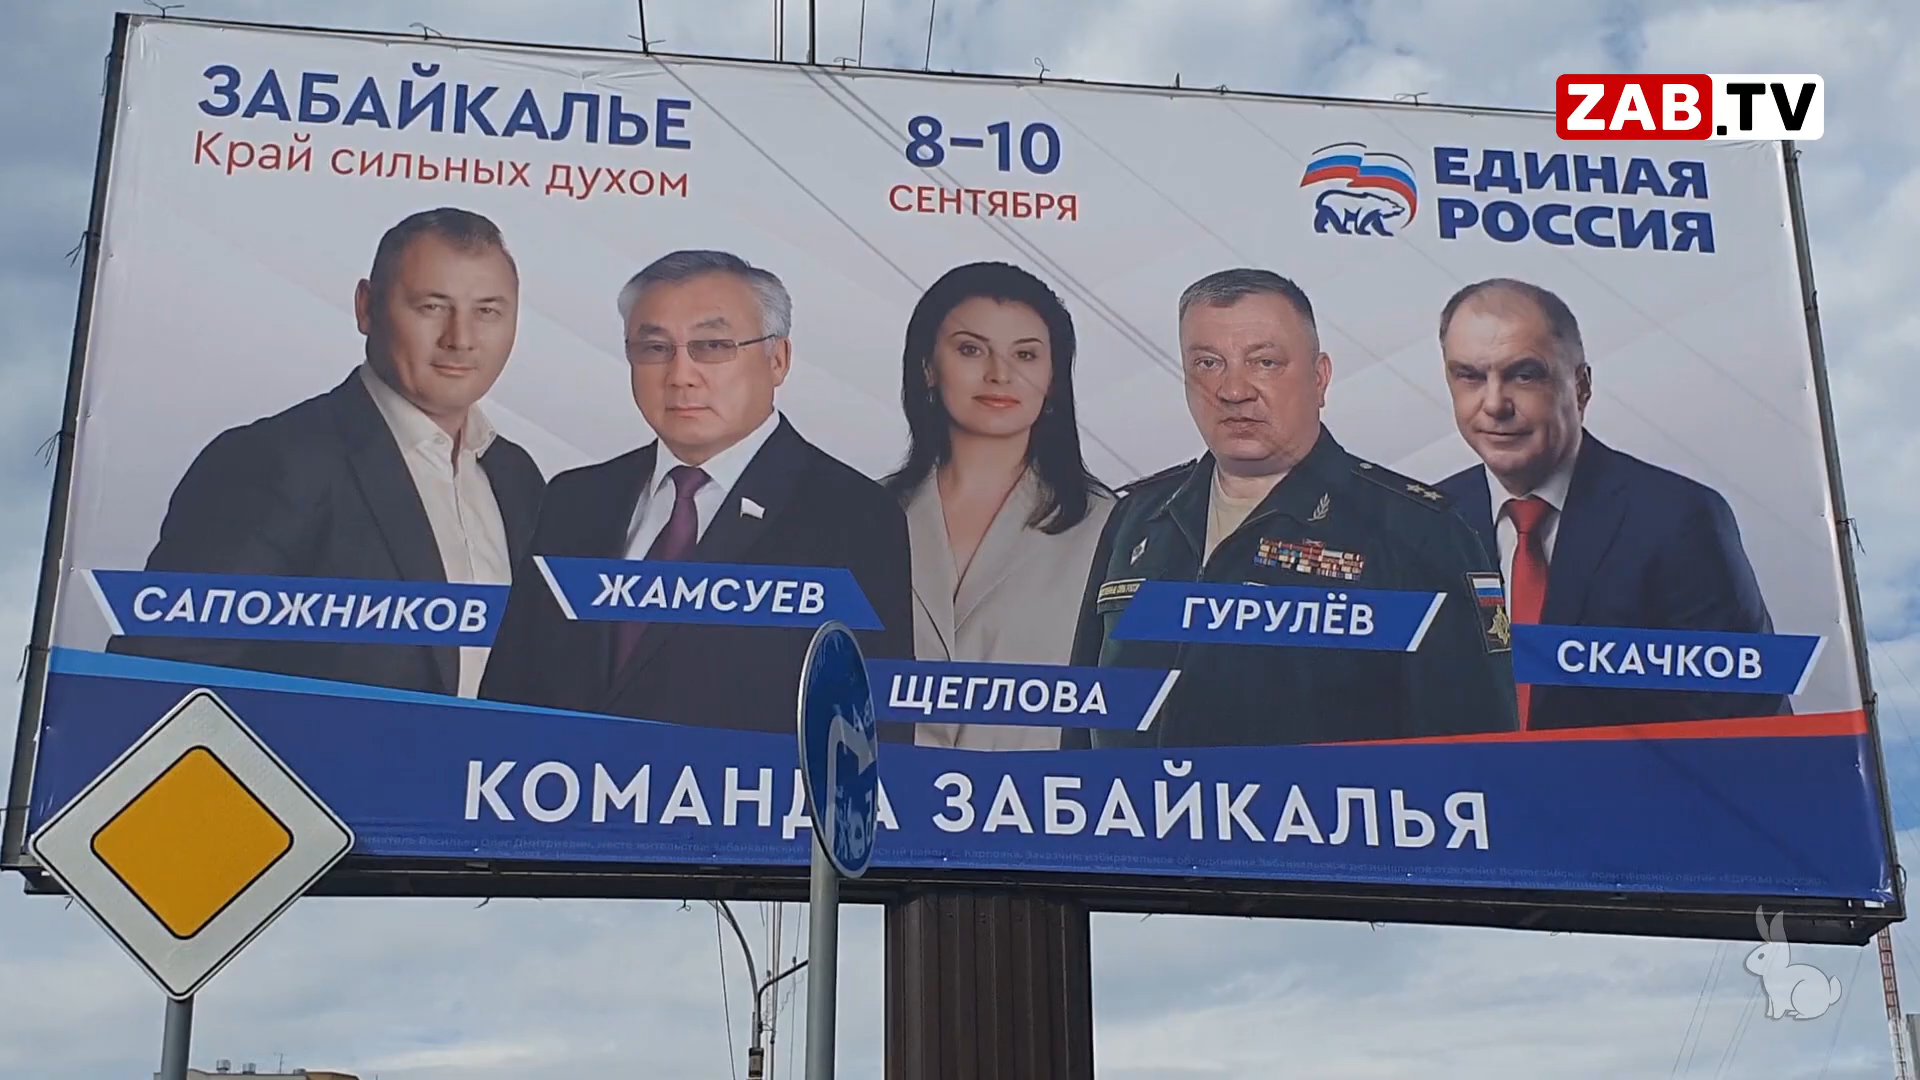 ZAB.TV
ЗАБАЙКАЛЬЕ
Край сильных духом
8-10
СЕНТЯБРЯ
ЕДИНАЯ
РОССИЯ
САПОЖНИКОВ
ЖАМСУЕВ
ЩЕГЛОВА
ГУРУЛЁВ
СКАЧКОВ
КОМАНДА ЗАБАЙКАЛЬЯ